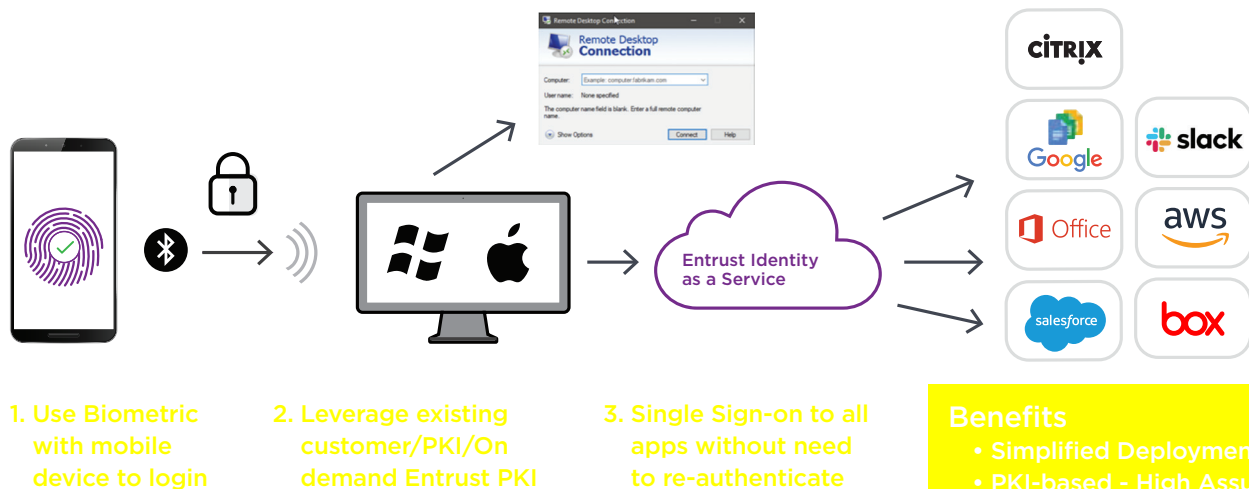 Remote Desktop Connection
Remote Desktop
Connection
Computer:
Example: computer.fabrikam.com
User name:
None specified
The computer name field is blank. Enter a full remote computer
name.
Show Options
Connect
Help
CİTRIX
Google
slack
Office
aws
salesforce
box
Entrust Identity
as a Service
1. Use Biometric
with mobile
device to login
2. Leverage existing
customer/PKI/On
demand Entrust PKI
3. Single Sign-on to all
apps without need
to re-authenticate
Benefits
• Simplified Deploymen
• PKI-based - High Assu